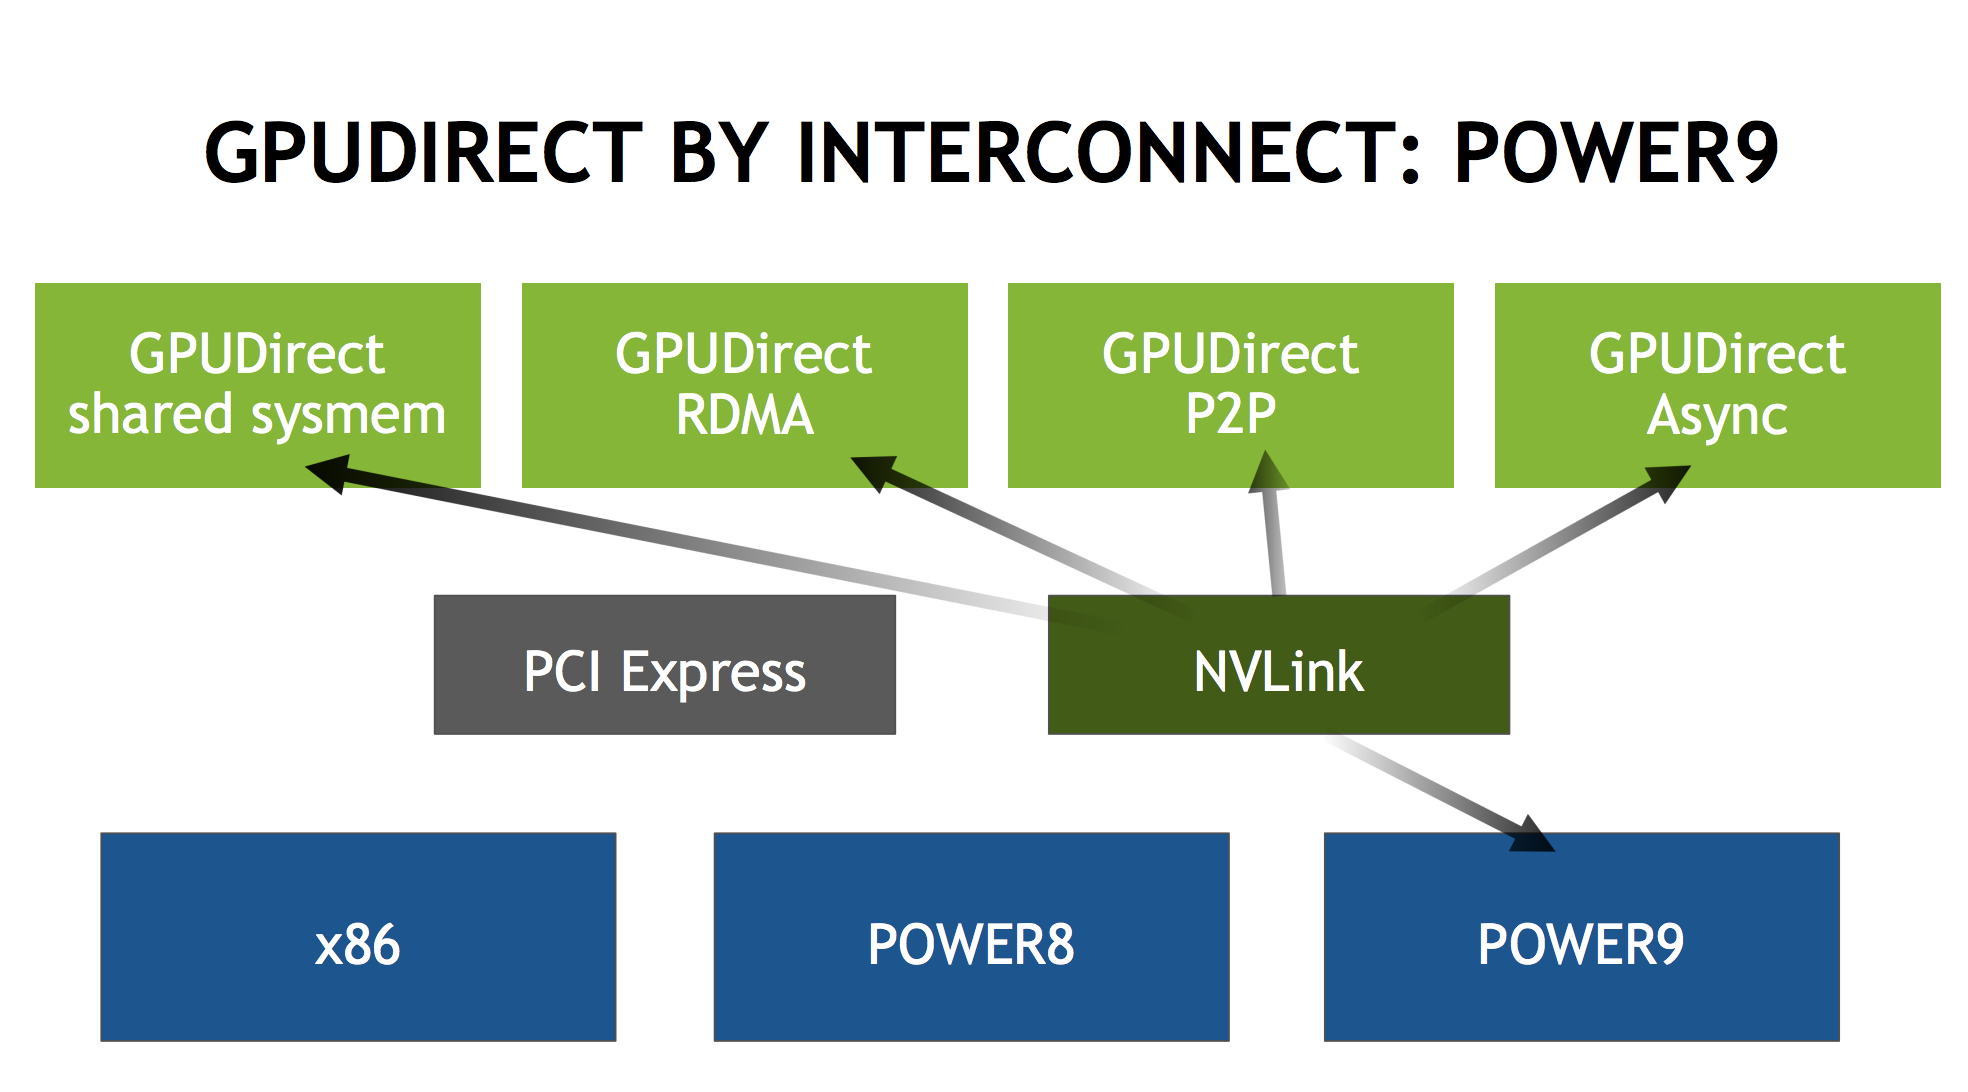 GPUDIRECT BY INTERCONNECT: POWER9
GPUDirect
shared sysmem
GPUDirect
RDMA
GPUDirect
P2P
GPUDirect
Async
PCI Express
NVLink
x86
POWER8
POWER9